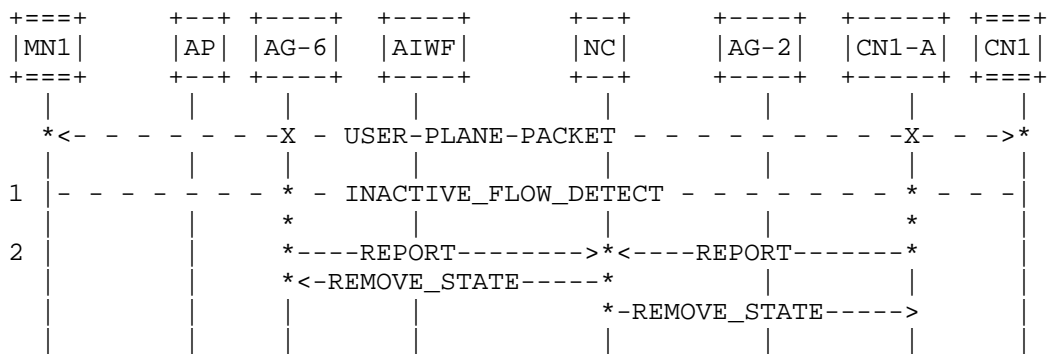 +===+      +--+ +----+  +----+        +--+      +----+  +-----+ +===+
|MN1|      |AP| |AG-6|  |AIWF|        |NC|      |AG-2|  |CN1-A| |CN1|
+===+      +--+ +----+  +----+        +--+      +----+  +-----+ +===+
  |        |     |       |           |         |        |      |
  *<- - - - - - -X - USER-PLANE-PACKET - - - - - - - - - -X- - ->*
  |        |     |       |           |         |        |      |
1 |- - - - - - - * - INACTIVE_FLOW_DETECT - - - - - - - - * - - -|
  |        |     *       |           |         |        *      |
2 |        |     *----REPORT-------->*<----REPORT-------*      |
  |        |     *<-REMOVE_STATE-----*         |        |      |
  |        |     |       |           *-REMOVE_STATE----->      |
  |        |     |       |           |         |        |      |